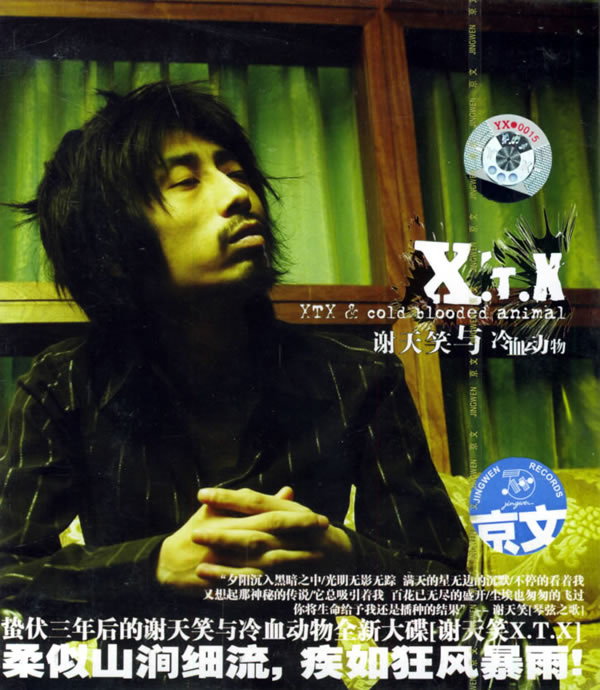 YX●0015
X.T.X
XTX & cold blooded animal
谢天笑与冷血动物
JINGWEN 京文
JINGWEN RECORDS
jingwen
京文
“夕阳沉入黑暗之中/光明无影无踪 满天的星无边的沉默/不停的看着我
又想起那神秘的传说/它总吸引着我 百花已无尽的盛开/尘埃也匆匆的飞过
你将生命给予我还是播种的结果 谢天笑[琴弦之歌]
蛰伏三年后的谢天笑与冷血动物全新大碟[谢天笑X.T.X]
柔似山涧细流，疾如狂风暴雨！